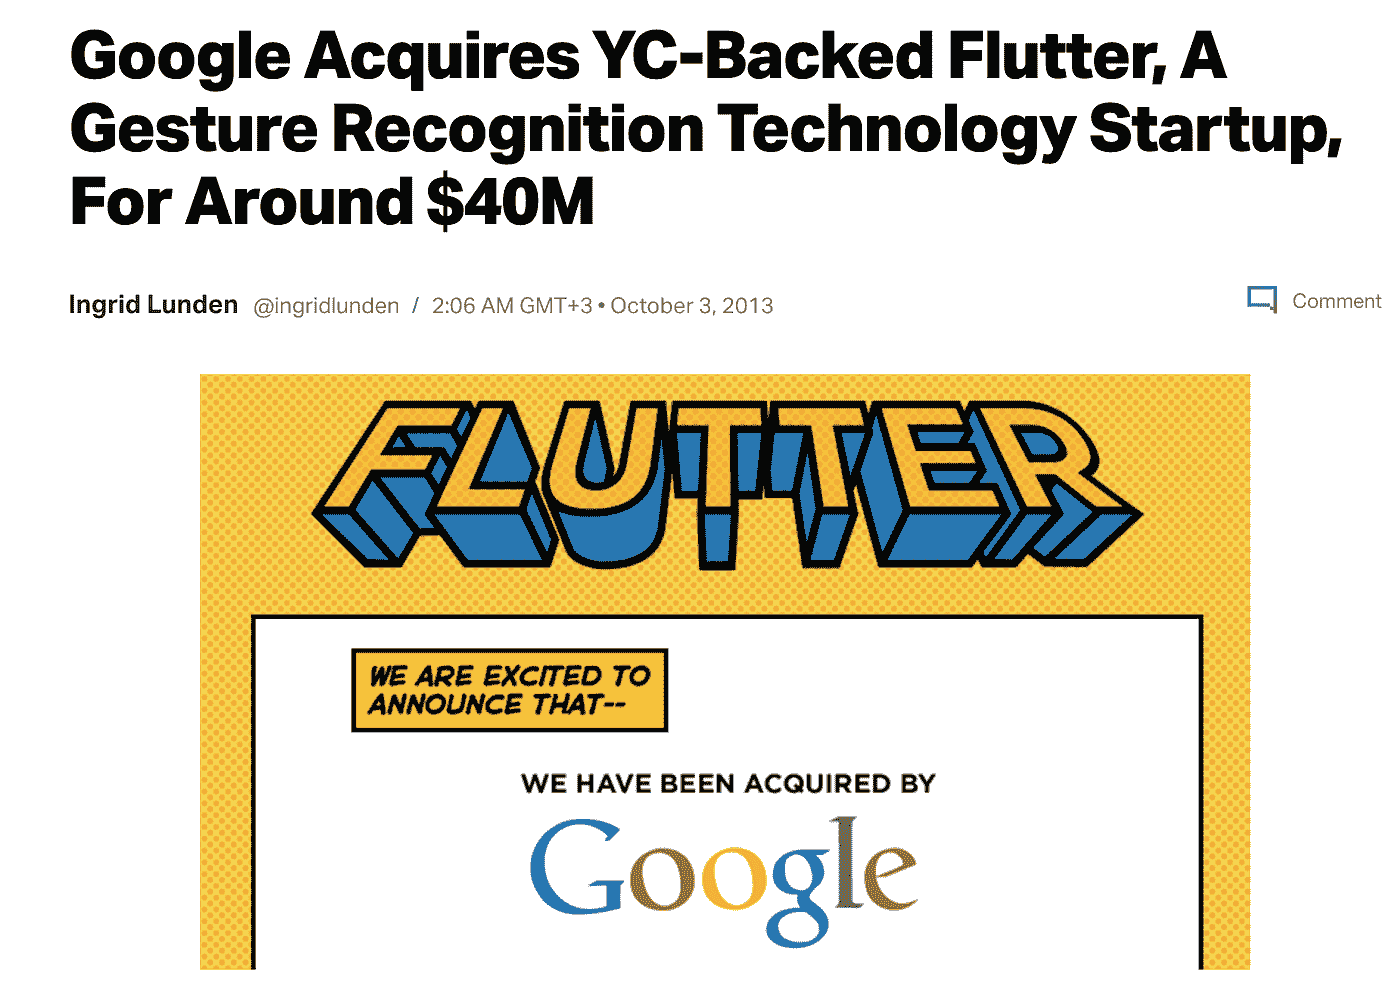 Google Acquires YC-Backed Flutter, A
Gesture Recognition Technology Startup,
For Around $40M
Ingrid Lunden @ingridlunden / 2:06 AM GMT+3 • October 3, 2013
Comment
FLUTTER
WE ARE EXCITED TO
ANNOUNCE THAT--
WE HAVE BEEN ACQUIRED BY
Google